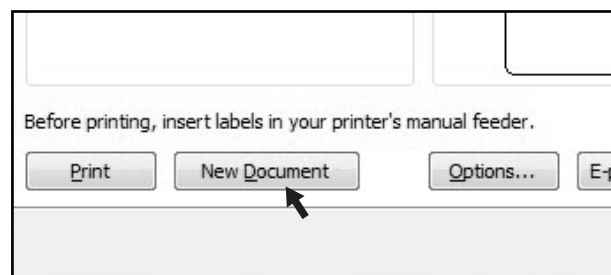 Before printing, insert labels in your printer's manual feeder.
Print New Document Options...